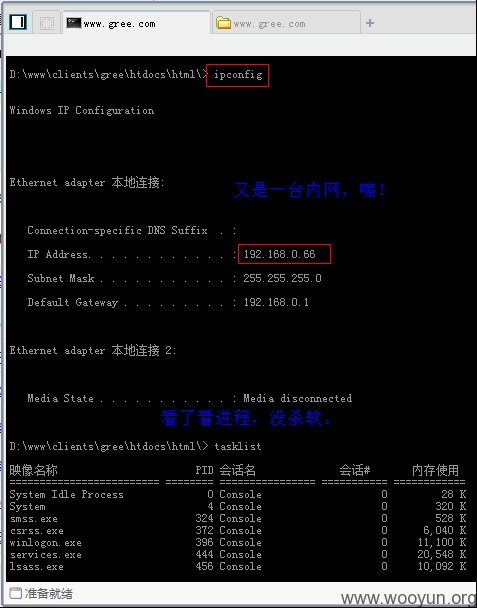 www.gree.com www.gree.com +
D:\www\clients\gree\htdocs\html\> ipconfig
Windows IP Configuration
Ethernet adapter 本地连接:
又是一台内网，嚓！
Connection-specific DNS Suffix . :
IP Address. . . . . . . . . . . . : 192.168.0.66
Subnet Mask . . . . . . . . . . . : 255.255.255.0
Default Gateway . . . . . . . . . : 192.168.0.1
Ethernet adapter 本地连接 2:
Media State . . . . . . . . . . . : Media disconnected
看了看进程，没杀软。
D:\www\clients\gree\htdocs\html\> tasklist
映像名称 PID 会话名 会话# 内存使用
========================= ====== ================ ======== ============
System Idle Process 0 Console 0 28 K
System 4 Console 0 320 K
smss.exe 324 Console 0 528 K
csrss.exe 372 Console 0 6,040 K
winlogon.exe 396 Console 0 11,100 K
services.exe 444 Console 0 20,548 K
lsass.exe 456 Console 0 10,092 K
准备就绪
www.wooyun.org